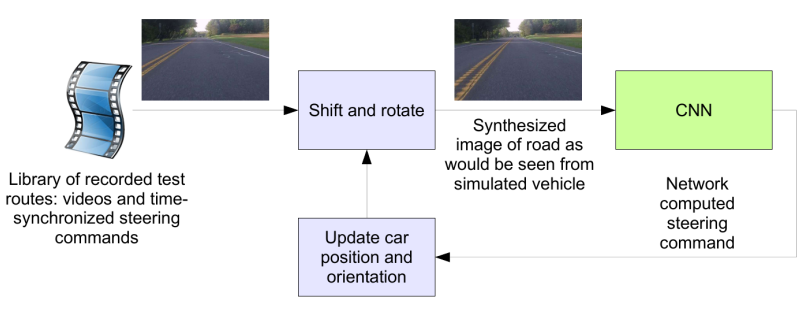 Shift and rotate
CNN
Synthesized
image of road as
would be seen from
simulated vehicle
Library of recorded test
routes: videos and time-
synchronized steering
commands
Network
computed
steering
command
Update car
position and
orientation